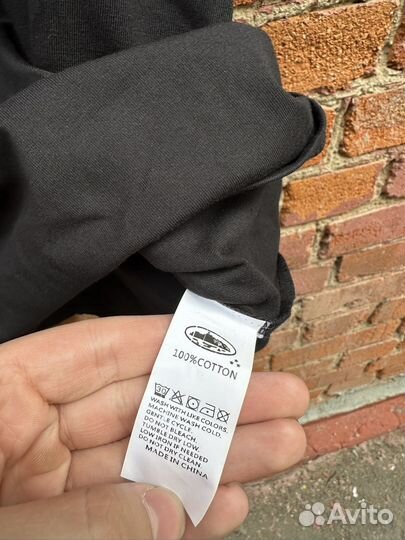 100%COTTON
30
WASH WITH LIKE COLORS.
MACHINE WASH COLD.
GENTLE CYCLE.
DO NOT BLEACH.
TUMBLE DRY LOW.
LOW IRON IF NEEDED
DO NOT DRY CLEAN
MADE IN CHINA
Avito